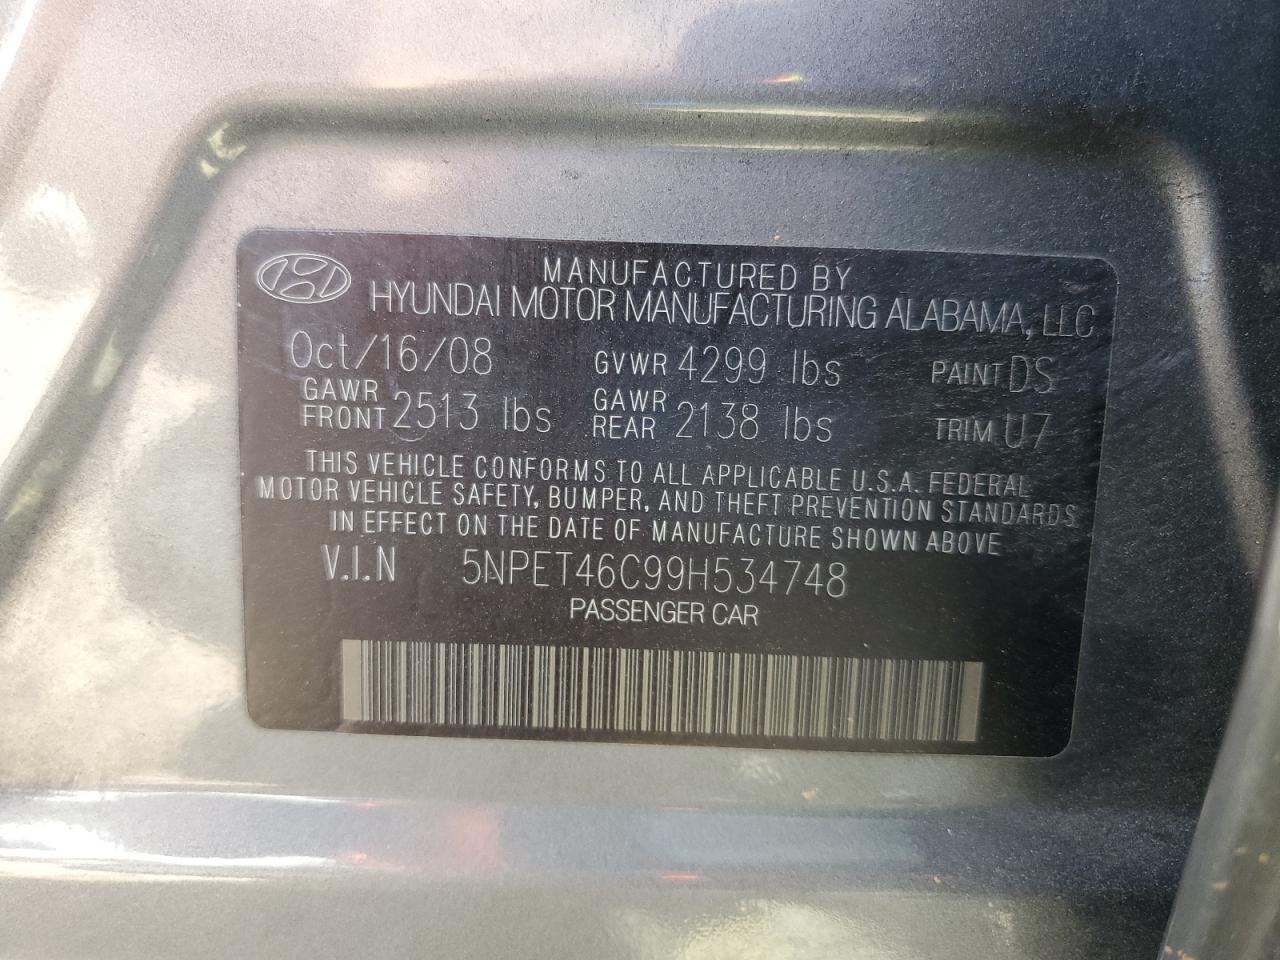 MANUFACTURED BY
HYUNDAI MOTOR MANUFACTURING ALABAMA, LLC
Oct/16/08 GVWR 4299 lbs PAINT DS
GAWR FRONT 2513 lbs GAWR REAR 2138 lbs TRIM U7
THIS VEHICLE CONFORMS TO ALL APPLICABLE U.S.A. FEDERAL
MOTOR VEHICLE SAFETY, BUMPER, AND THEFT PREVENTION STANDARDS
IN EFFECT ON THE DATE OF MANUFACTURE SHOWN ABOVE
V.I.N 5NPET46C99H534748
PASSENGER CAR